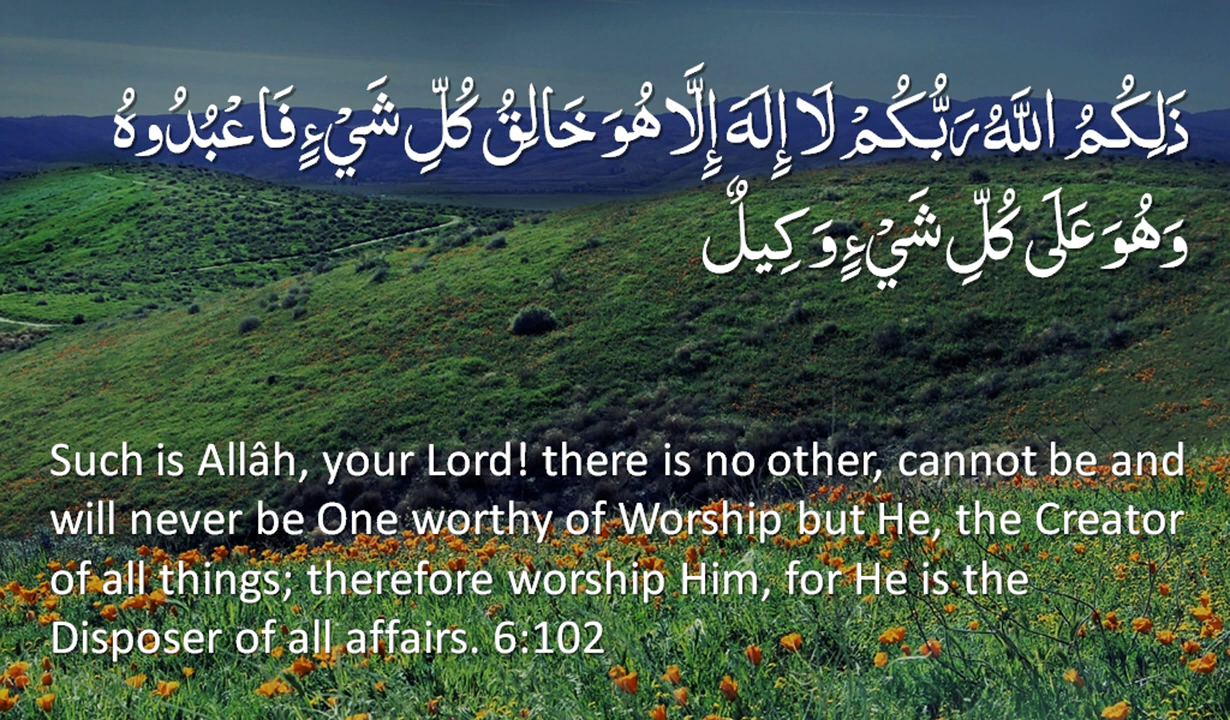 ذَلِكُمُ اللَّهُ رَبُّكُمْ لَا إِلَهَ إِلَّا هُوَ خَالِقُ كُلِّ شَيْءٍ فَاعْبُدُوهُ
وَهُوَ عَلَى كُلِّ شَيْءٍ وَكِيلٌ
Such is Allâh, your Lord! there is no other, cannot be and
will never be One worthy of Worship but He, the Creator
of all things; therefore worship Him, for He is the
Disposer of all affairs. 6:102